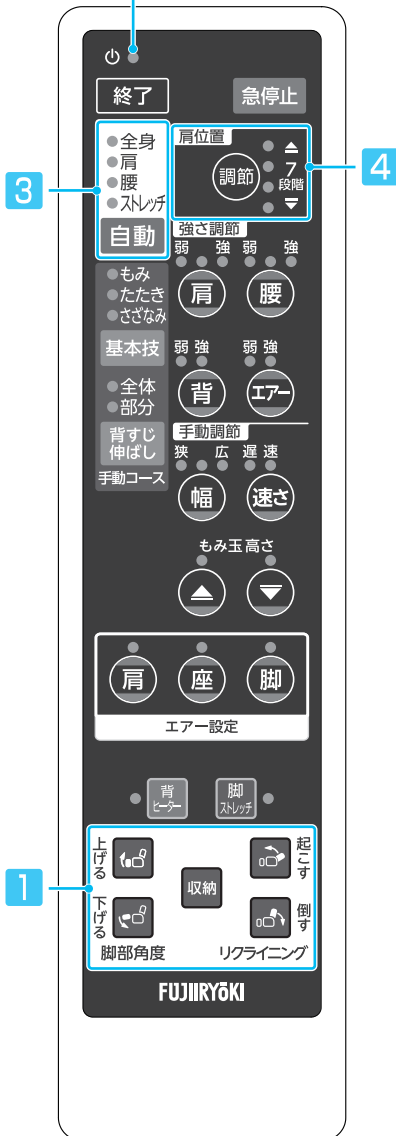 終了
急停止
全身
肩
腰
ストレッチ
自動
3
肩位置
調節
7
段階
4
強さ調節
弱 強 弱 強
肩 腰
もみ
たたき
さざなみ
基本技
弱 強 弱 強
背 エアー
全体
部分
背すじ
伸ばし
手動コース
手動調節
狭 広 遅 速
幅 速さ
もみ玉高さ
肩 座 脚
エアー設定
背
ヒーター
脚
ストレッチ
1
上げる
下げる
脚部角度
収納
起こす
倒す
リクライニング
FUJIIRYōKI